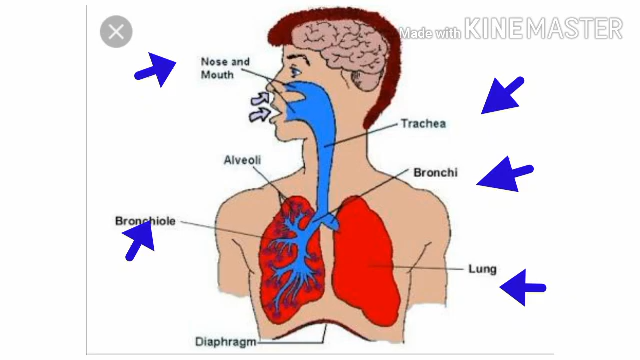 Made with KINEMASTER
Nose and
Mouth
Trachea
Alveoli
Bronchi
Bronchiole
Lung
Diaphragm